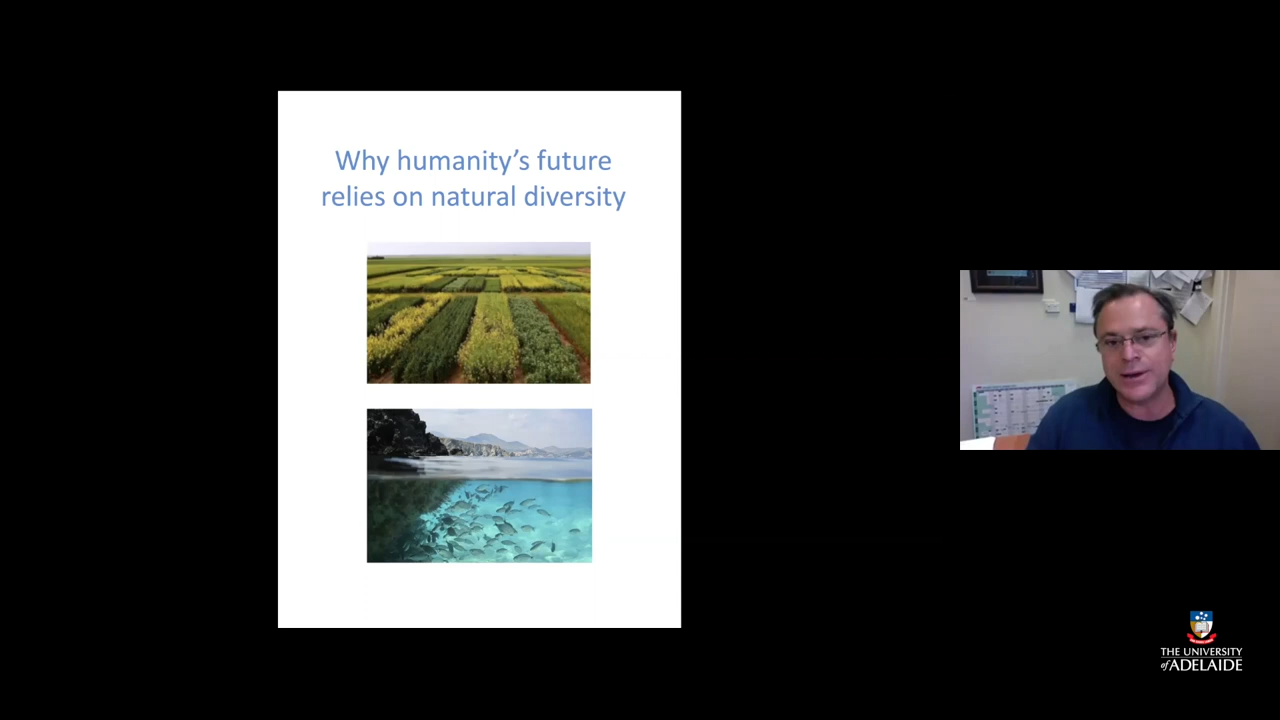 Why humanity’s future
relies on natural diversity
THE UNIVERSITY
of ADELAIDE